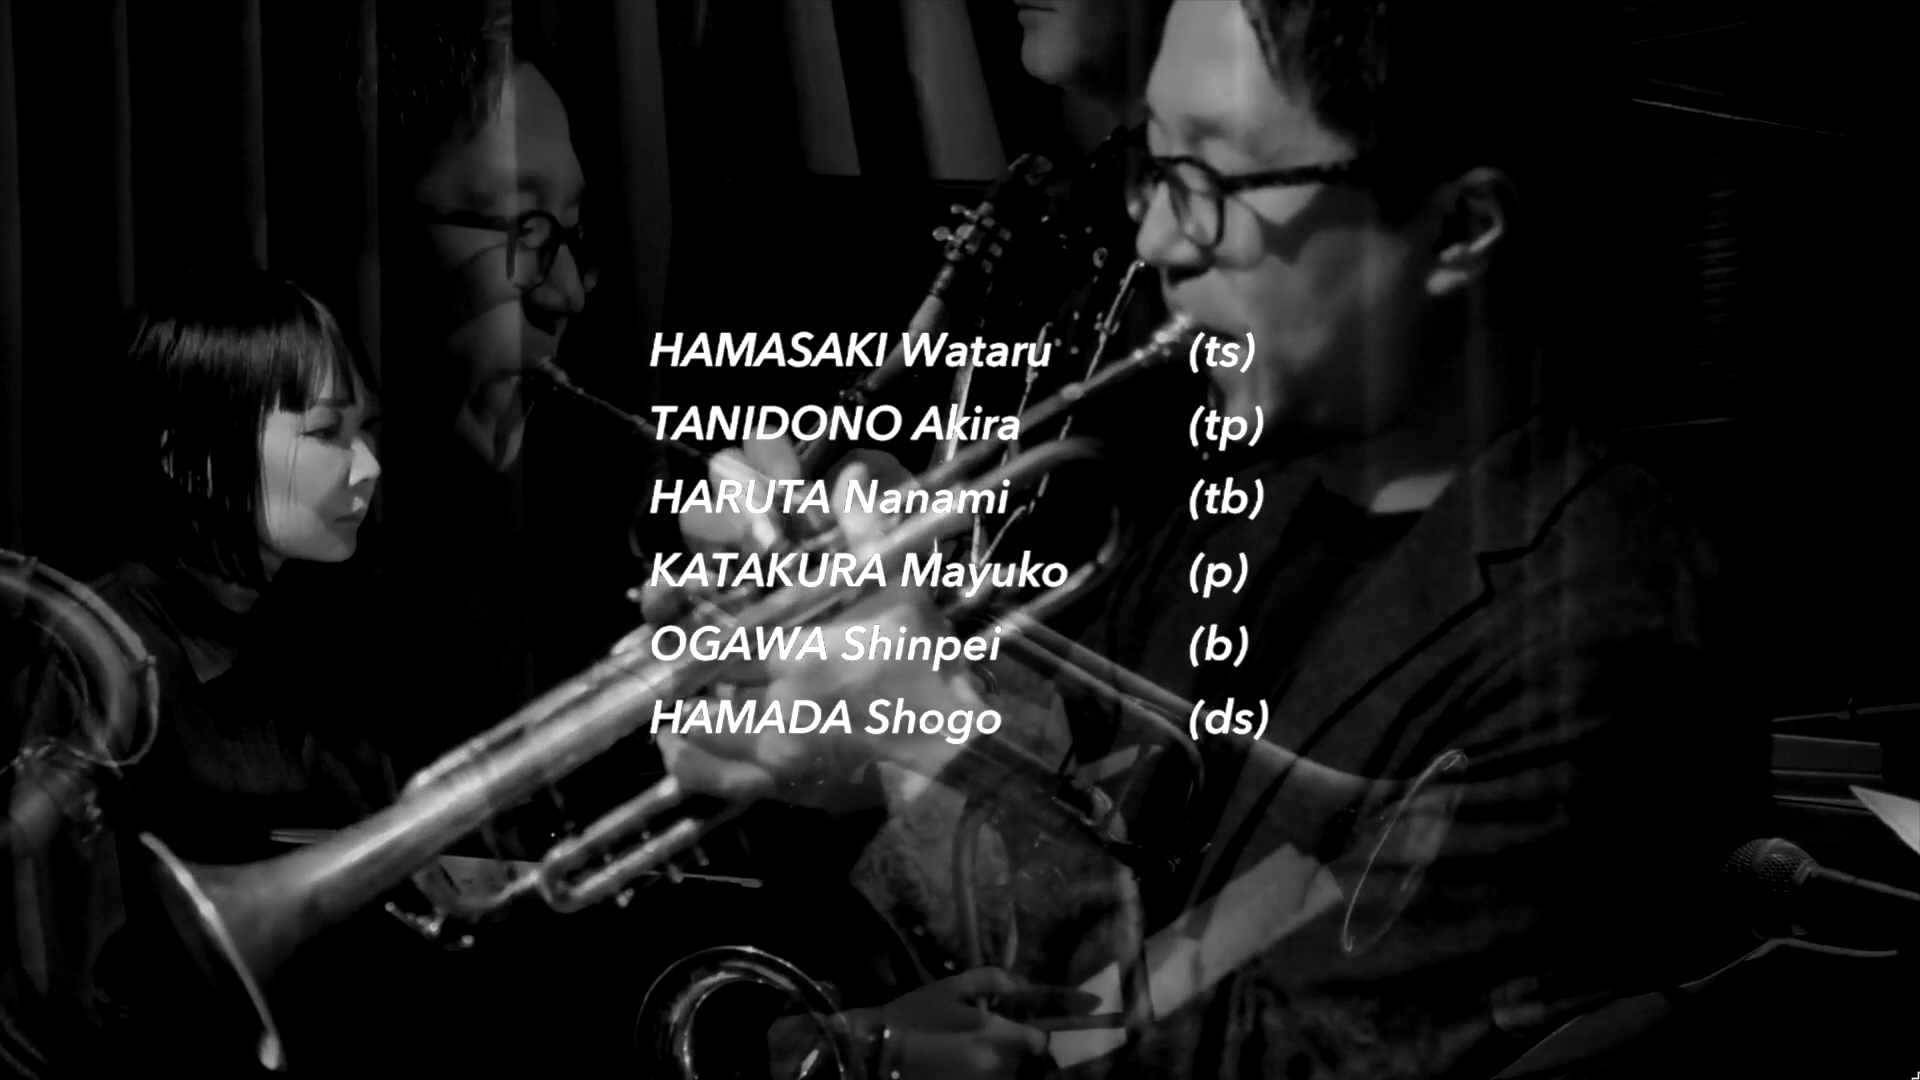 HAMASAKI Wataru (ts)
TANIDONO Akira (tp)
HARUTA Nanami (tb)
KATAKURA Mayuko (p)
OGAWA Shinpei (b)
HAMADA Shogo (ds)